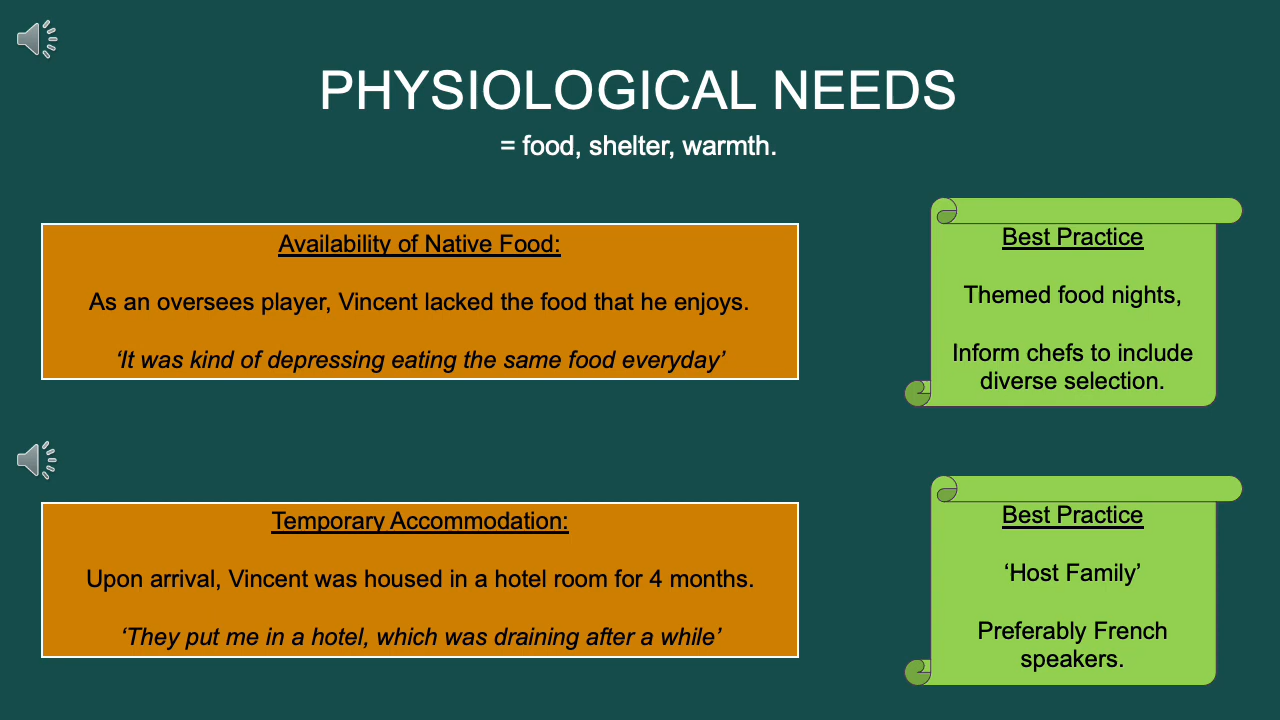 PHYSIOLOGICAL NEEDS
= food, shelter, warmth.
Availability of Native Food:
As an oversees player, Vincent lacked the food that he enjoys.
‘It was kind of depressing eating the same food everyday’
Best Practice
Themed food nights,
Inform chefs to include
diverse selection.
Temporary Accommodation:
Upon arrival, Vincent was housed in a hotel room for 4 months.
‘They put me in a hotel, which was draining after a while’
Best Practice
‘Host Family’
Preferably French
speakers.